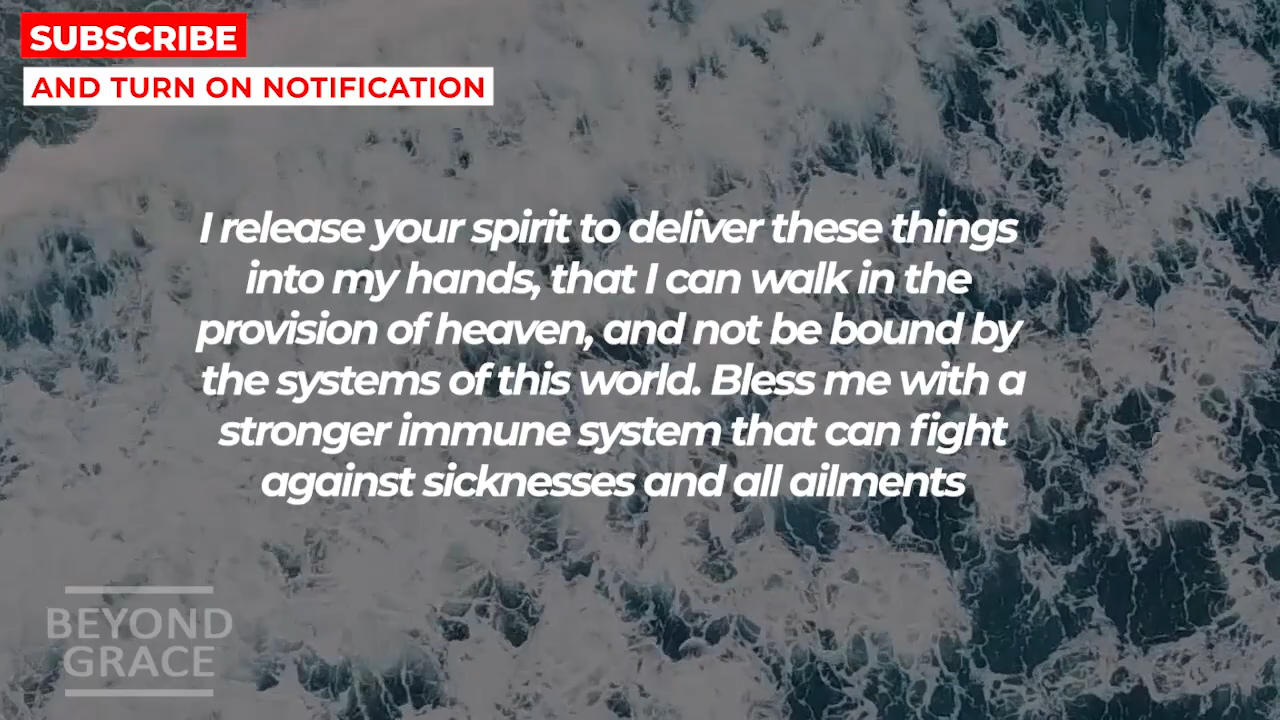 SUBSCRIBE
AND TURN ON NOTIFICATION
I release your spirit to deliver these things
into my hands, that I can walk in the
provision of heaven, and not be bound by
the systems of this world. Bless me with a
stronger immune system that can fight
against sicknesses and all ailments
BEYOND
GRACE